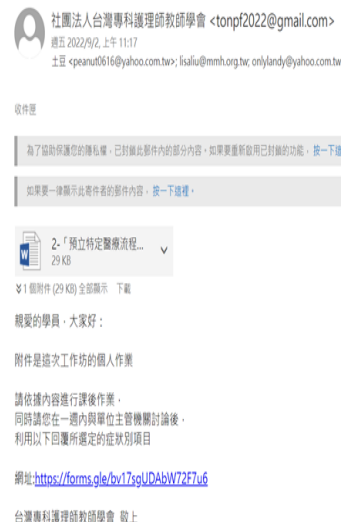 社團法人台灣專科護理師教師學會 <tonpf2022@gmail.com>
週五 2022/9/2, 上午 11:17
土豆 <peanut0616@yahoo.com.tw>; lisaliu@mmh.org.tw; onlylandy@yahoo.com.tw
收件匣
為了協助保護您的隱私權，已封鎖此郵件內的部分內容。如果要重新啟用已封鎖的功能， 按一下這
如果要一律顯示此寄件者的郵件內容，按一下這裡。
2-「預立特定醫療流程...
29 KB
1 個附件 (29 KB) 全部顯示 下載
親愛的學員，大家好：
附件是這次工作坊的個人作業
請依據內容進行課後作業，
同時請您在一週內與單位主管機關討論後，
利用以下回覆所選定的症狀別項目
網址:https://forms.gle/bv17sgUDAbW72F7u6
台灣專科護理師教師學會 敬上